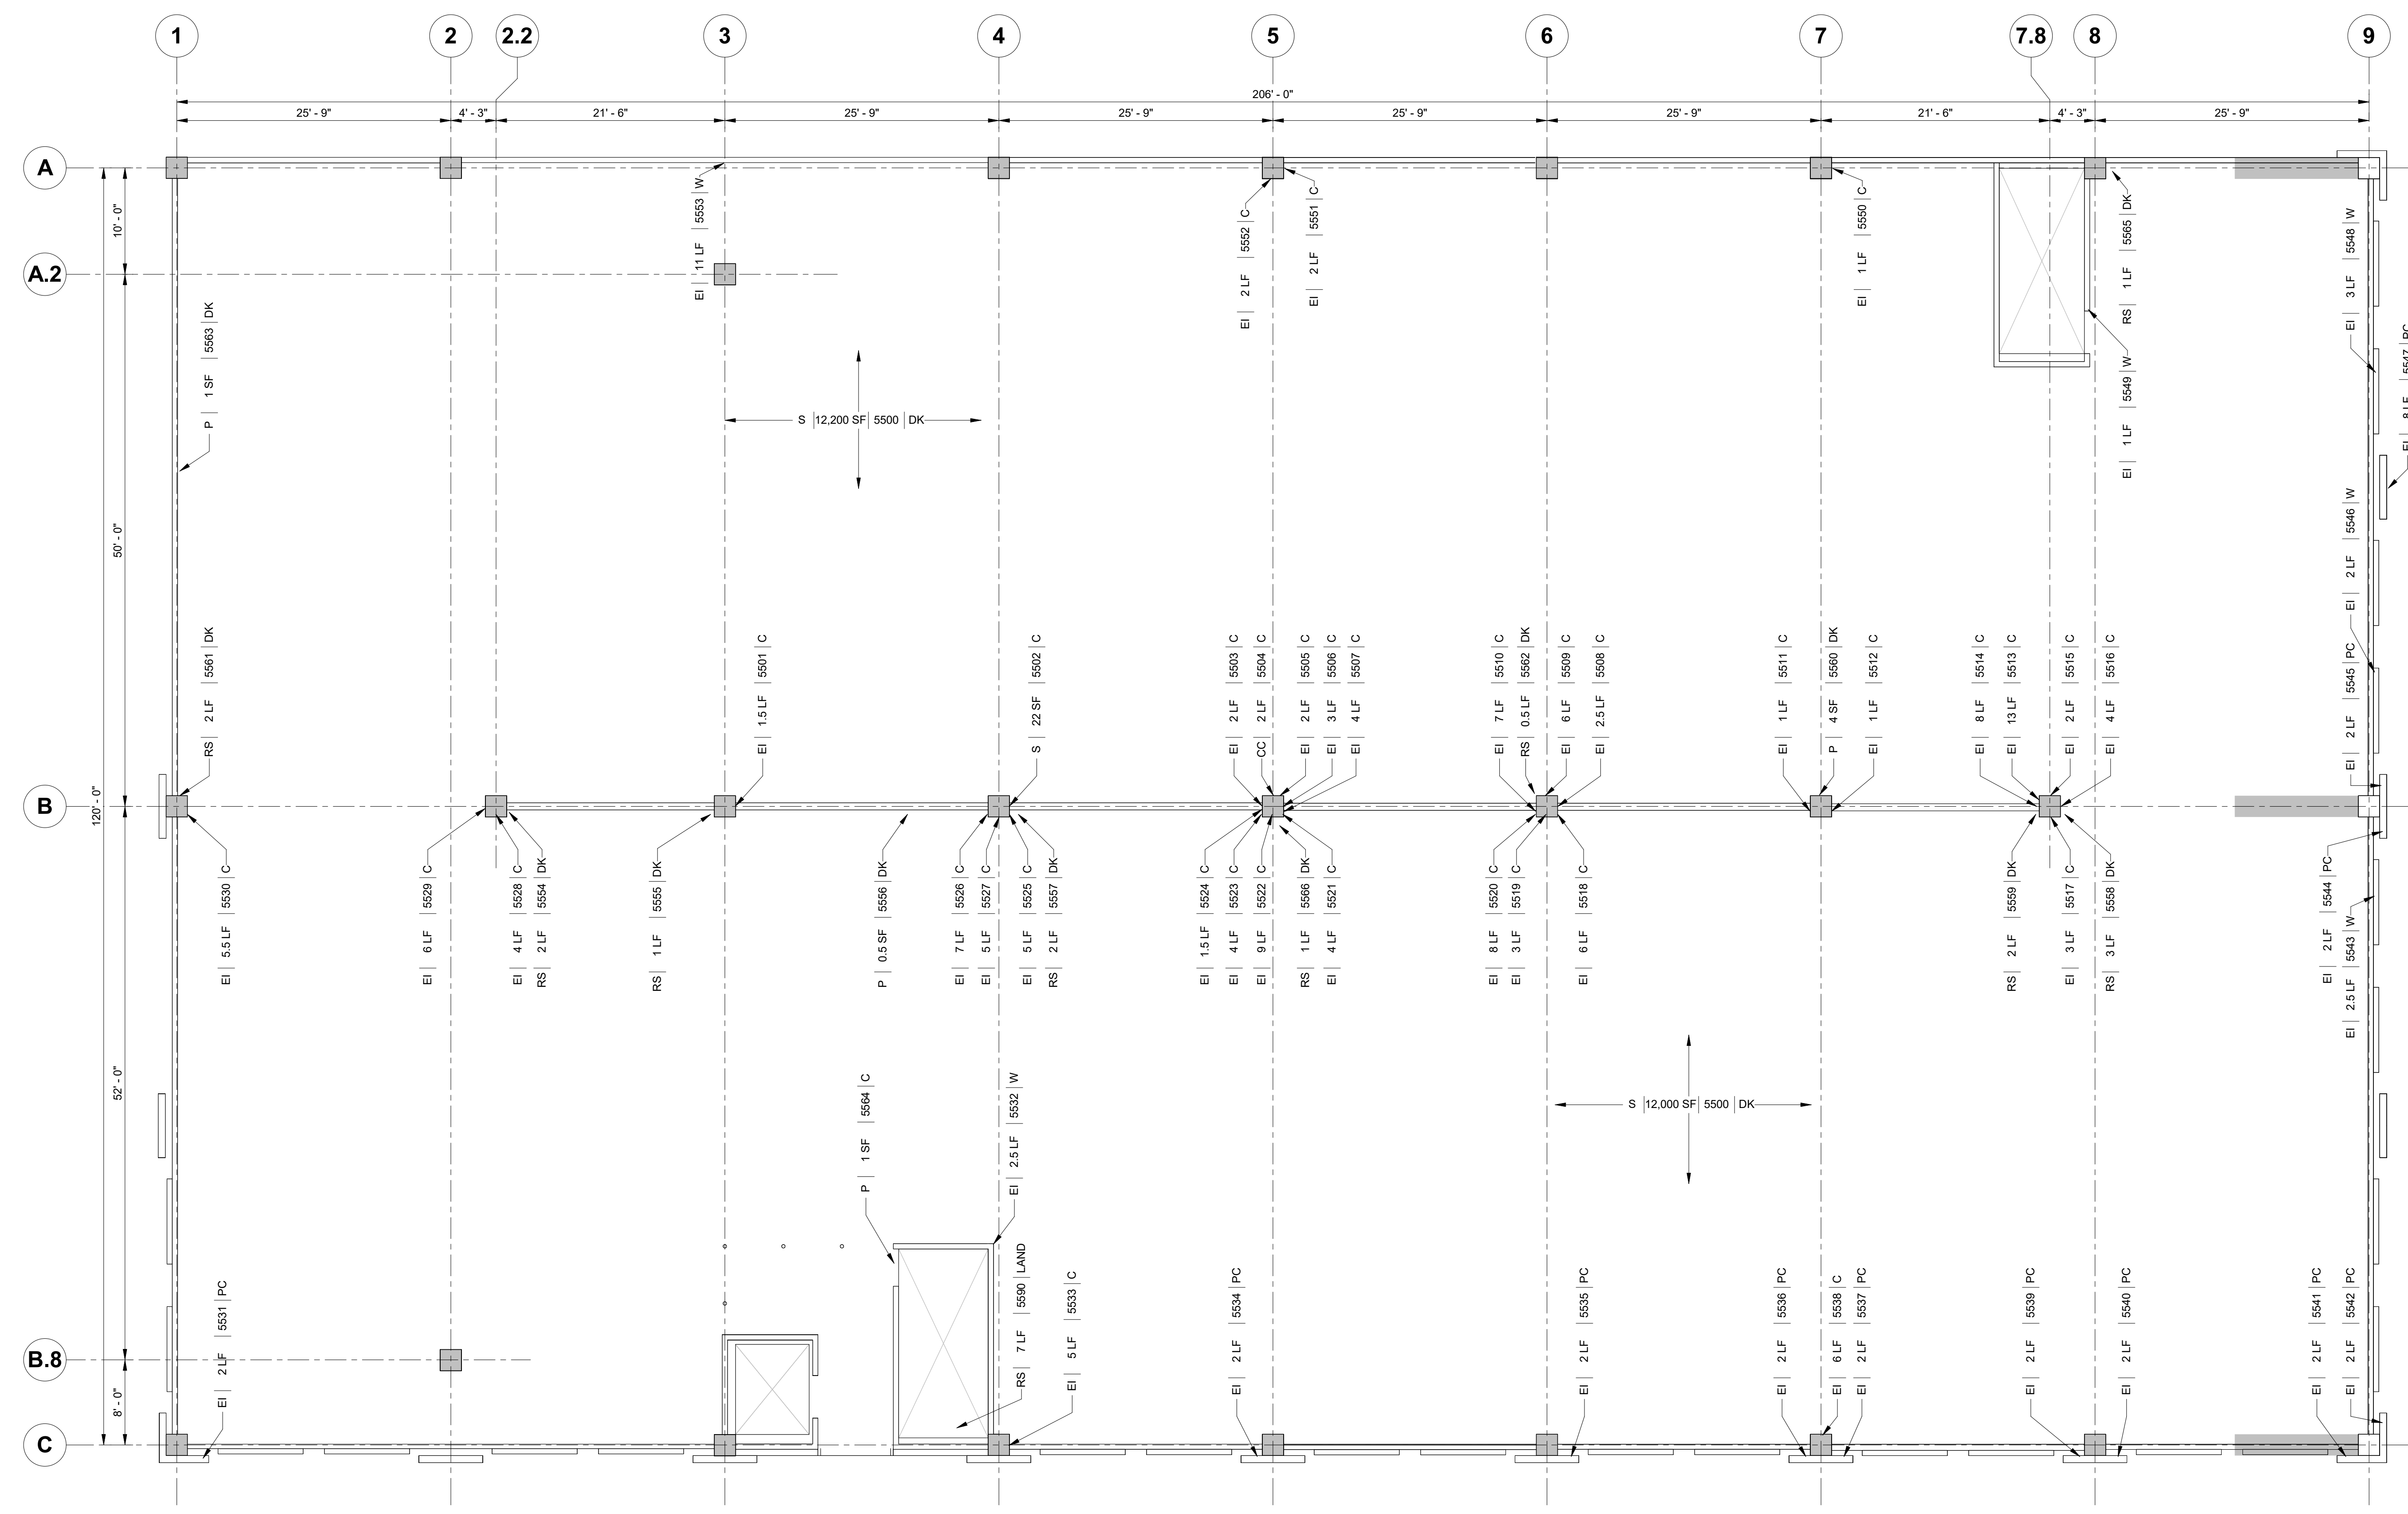 1
2
2.2
3
4
5
6
7
7.8
8
9
206' - 0"
25' - 9"
4' - 3"
21' - 6"
25' - 9"
25' - 9"
25' - 9"
25' - 9"
21' - 6"
4' - 3"
25' - 9"
A
A.2
B
B.8
C
10' - 0"
50' - 0"
120' - 0"
52' - 0"
8' - 0"
EI | 11 LF | 5553 | W
EI | 2 LF | 5552 | C
EI | 2 LF | 5551 | C
EI | 1 LF | 5550 | C
RS | 1 LF | 5565 | DK
EI | 3 LF | 5548 | W
P | 1 SF | 5563 | DK
EI | 1 LF | 5549 | W
EI | 8 LF | 5547 | PC
S | 12,200 SF | 5500 | DK
EI | 2 LF | 5546 | W
RS | 2 LF | 5561 | DK
EI | 1.5 LF | 5501 | C
S | 22 SF | 5502 | C
EI | 2 LF | 5503 | C
CC | 2 LF | 5504 | C
EI | 2 LF | 5505 | C
EI | 3 LF | 5506 | C
EI | 4 LF | 5507 | C
EI | 7 LF | 5510 | C
RS | 0.5 LF | 5562 | DK
EI | 6 LF | 5509 | C
EI | 2.5 LF | 5508 | C
EI | 1 LF | 5511 | C
P | 4 SF | 5560 | DK
EI | 1 LF | 5512 | C
EI | 8 LF | 5514 | C
EI | 13 LF | 5513 | C
EI | 2 LF | 5515 | C
EI | 4 LF | 5516 | C
EI | 2 LF | 5545 | PC
EI | 5.5 LF | 5530 | C
EI | 6 LF | 5529 | C
EI | 4 LF | 5528 | C
RS | 2 LF | 5554 | DK
RS | 1 LF | 5555 | DK
P | 0.5 SF | 5556 | DK
EI | 7 LF | 5526 | C
EI | 5 LF | 5527 | C
EI | 5 LF | 5525 | C
RS | 2 LF | 5557 | DK
EI | 1.5 LF | 5524 | C
EI | 4 LF | 5523 | C
EI | 9 LF | 5522 | C
RS | 1 LF | 5566 | DK
EI | 4 LF | 5521 | C
EI | 8 LF | 5520 | C
EI | 3 LF | 5519 | C
EI | 6 LF | 5518 | C
RS | 2 LF | 5559 | DK
EI | 3 LF | 5517 | C
RS | 3 LF | 5558 | DK
EI | 2 LF | 5544 | PC
EI | 2.5 LF | 5543 | W
S | 12,000 SF | 5500 | DK
P | 1 SF | 5564 | C
EI | 2.5 LF | 5532 | W
EI | 2 LF | 5531 | PC
RS | 7 LF | 5590 | LAND
EI | 5 LF | 5533 | C
EI | 2 LF | 5534 | PC
EI | 2 LF | 5535 | PC
EI | 2 LF | 5536 | PC
EI | 6 LF | 5538 | C
EI | 2 LF | 5537 | PC
EI | 2 LF | 5539 | PC
EI | 2 LF | 5540 | PC
EI | 2 LF | 5541 | PC
EI | 2 LF | 5542 | PC